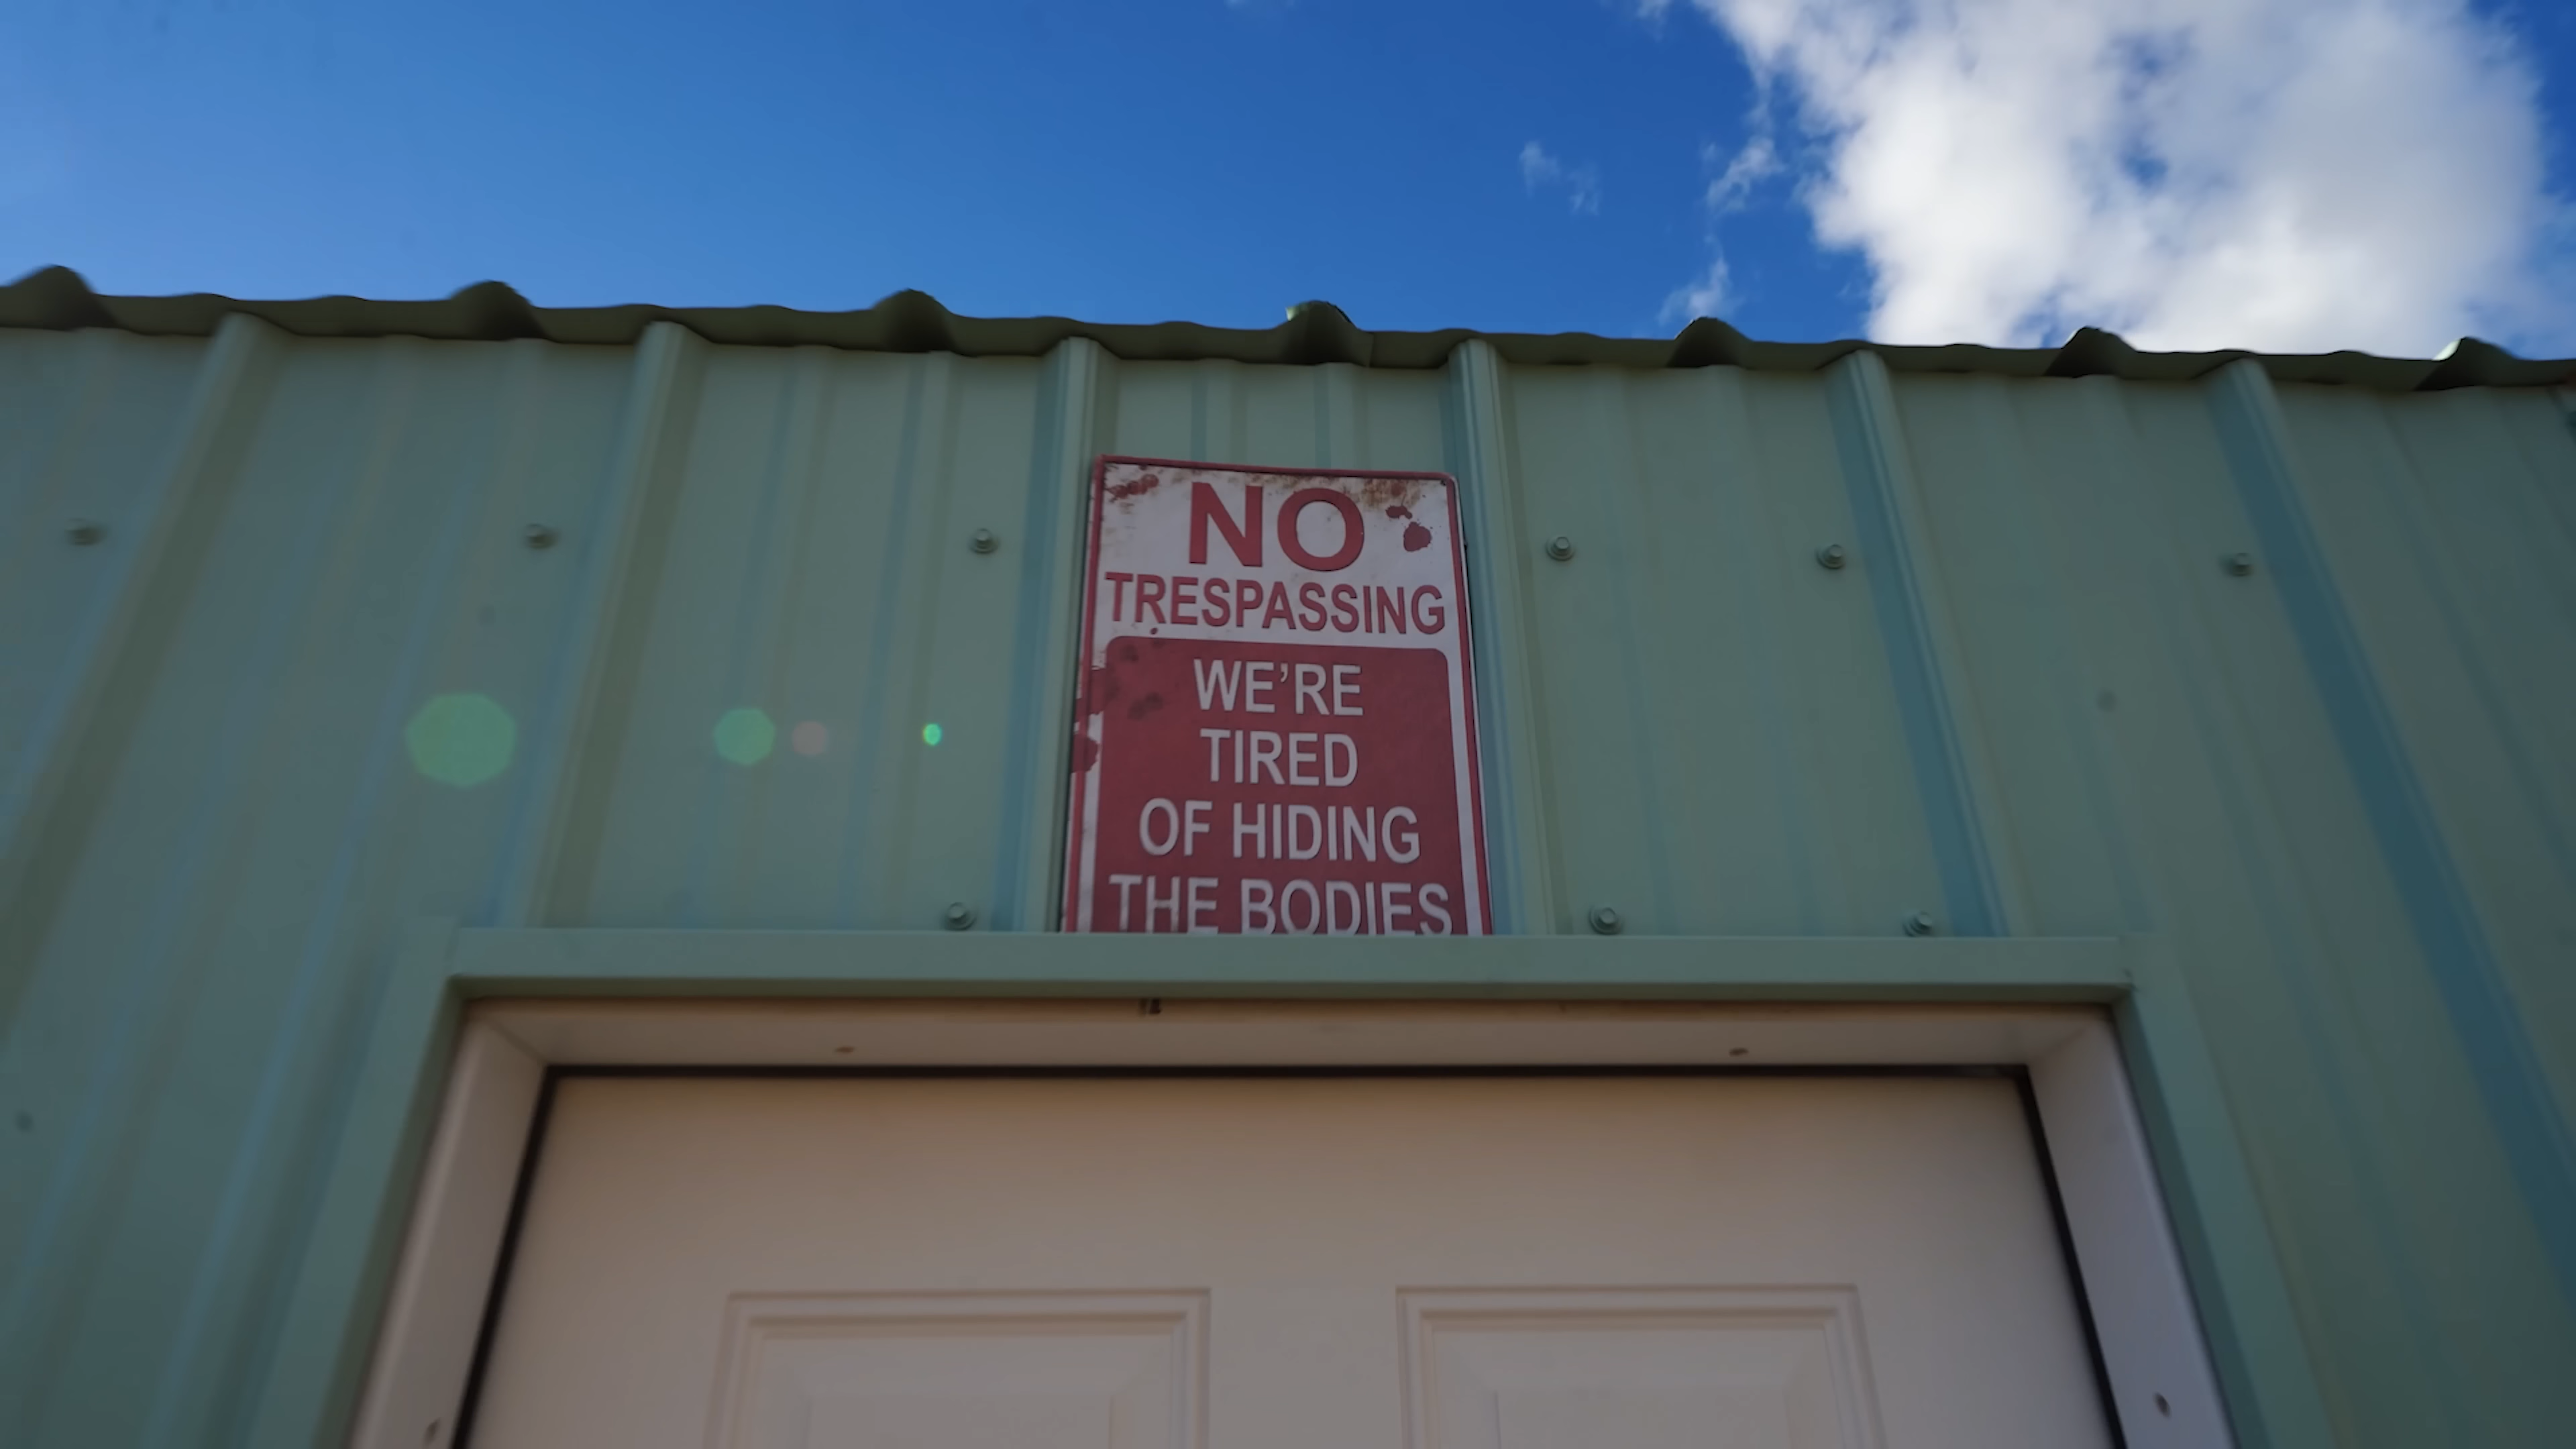 NO
TRESPASSING
WE'RE
TIRED
OF HIDING
THE BODIES